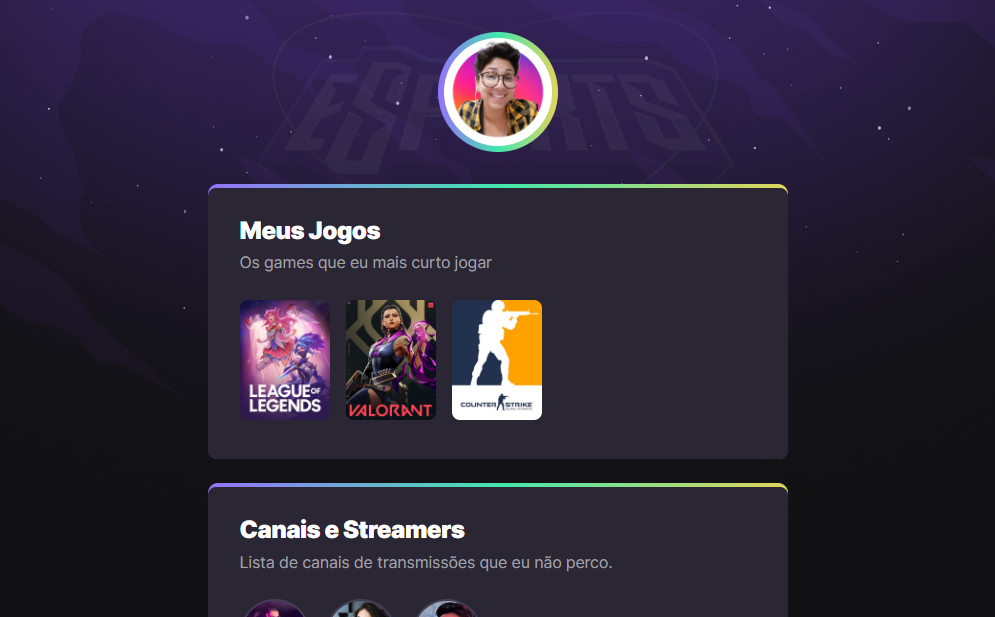 ESPORTS
Meus Jogos
Os games que eu mais curto jogar
LEAGUE OF
LEGENDS
VALORANT
COUNTER STRIKE
Canais e Streamers
Lista de canais de transmissões que eu não perco.